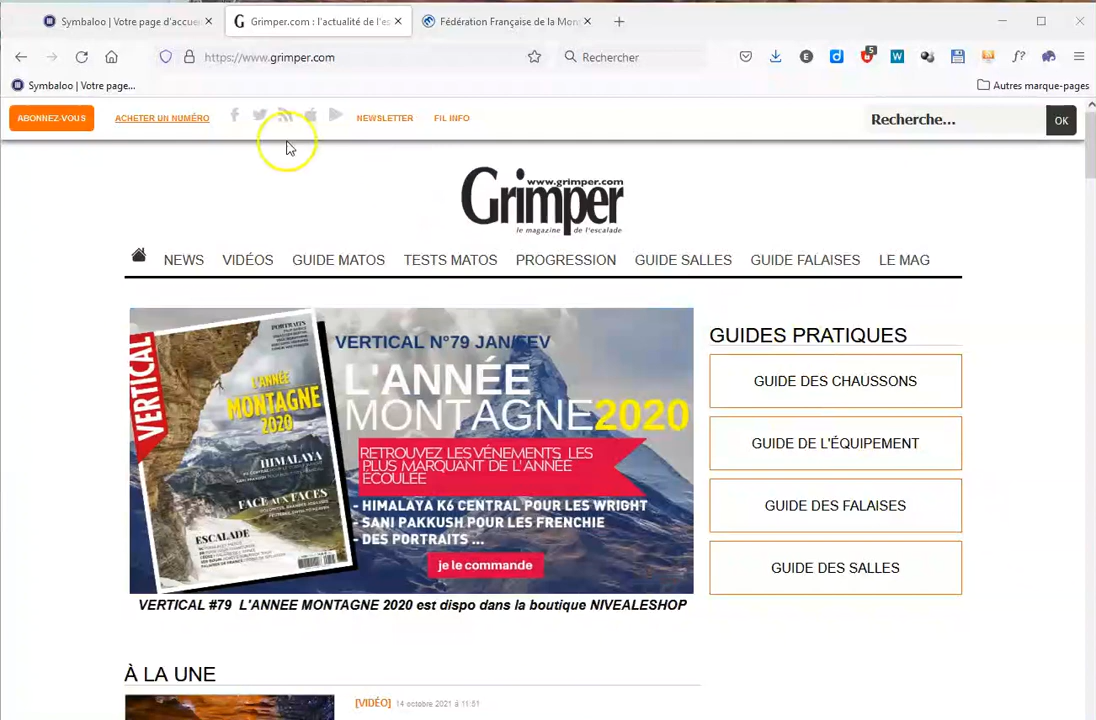 Symbaloo | Votre page d'accue
Grimper.com : l'actualité de l'es
Fédération Française de la Mon
https://www.grimper.com
Rechercher
5
Symbaloo | Votre page...
Autres marque-pages
ABONNEZ-VOUS
ACHETER UN NUMÉRO
NEWSLETTER
FIL INFO
Recherche...
OK
www.grimper.com
Grimper
le magazine de l'escalade
NEWS
VIDÉOS
GUIDE MATOS
TESTS MATOS
PROGRESSION
GUIDE SALLES
GUIDE FALAISES
LE MAG
VERTICAL
PORTRAITS
L'ANNÉE
MONTAGNE
2020
HIMALAYA
FACE AUX FACES
ESCALADE
VERTICAL N°79 JAN/FEV
L'ANNÉE
MONTAGNE2020
RETROUVEZ LES VÉNEMENTS LES
PLUS MARQUANT DE L'ANNÉE
ÉCOULÉE
- HIMALAYA K6 CENTRAL POUR LES WRIGHT
- SANI PAKKUSH POUR LES FRENCHIE
- DES PORTRAITS ...
je le commande
VERTICAL #79 L'ANNEE MONTAGNE 2020 est dispo dans la boutique NIVEALESHOP
GUIDES PRATIQUES
GUIDE DES CHAUSSONS
GUIDE DE L'ÉQUIPEMENT
GUIDE DES FALAISES
GUIDE DES SALLES
À LA UNE
[VIDÉO] 14 octobre 2021 à 11:51